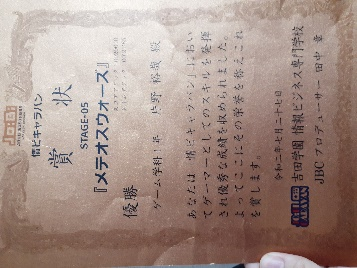 JoBi
情ビキャラバン
賞状
STAGE-05
『メテオスウォーズ』
優勝
ゲーム学科1年 佐野 裕哉 殿
あなたは「情ビキャラバン」におい
てゲーマーとしてのスキルを発揮
され優秀な成績を収められました。
よってここにその栄誉を称えこれ
を賞します。
令和二年七月二十七日
吉田学園 情報ビジネス専門学校
JBCプロデューサー 田中 章
JoBi
CARAVAN